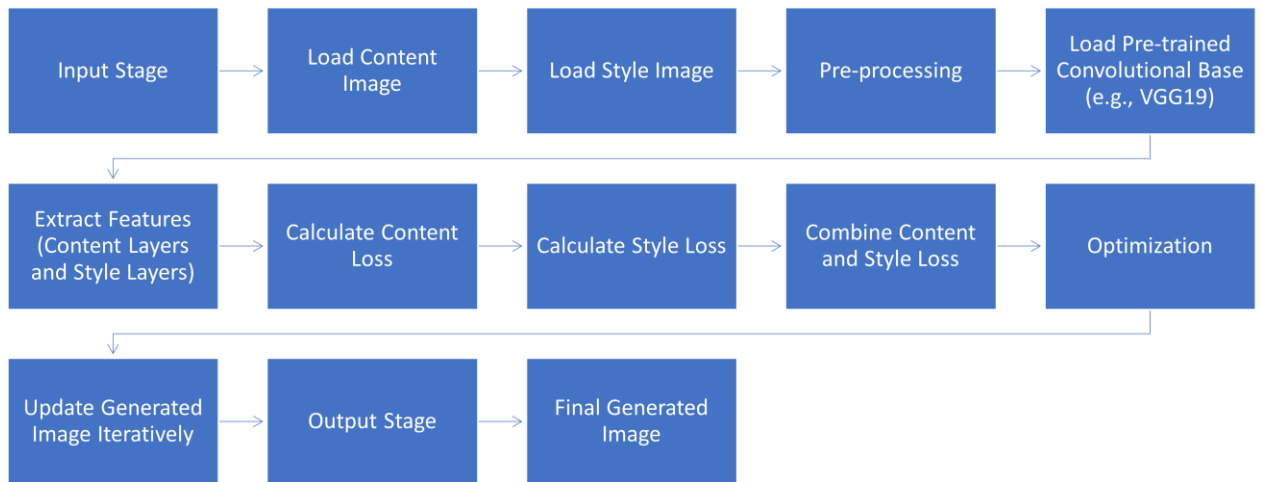 Input Stage
Load Content
Image
Load Style Image
Pre-processing
Load Pre-trained
Convolutional Base
(e.g., VGG19)
Extract Features
(Content Layers
and Style Layers)
Calculate Content
Loss
Calculate Style Loss
Combine Content
and Style Loss
Optimization
Update Generated
Image Iteratively
Output Stage
Final Generated
Image